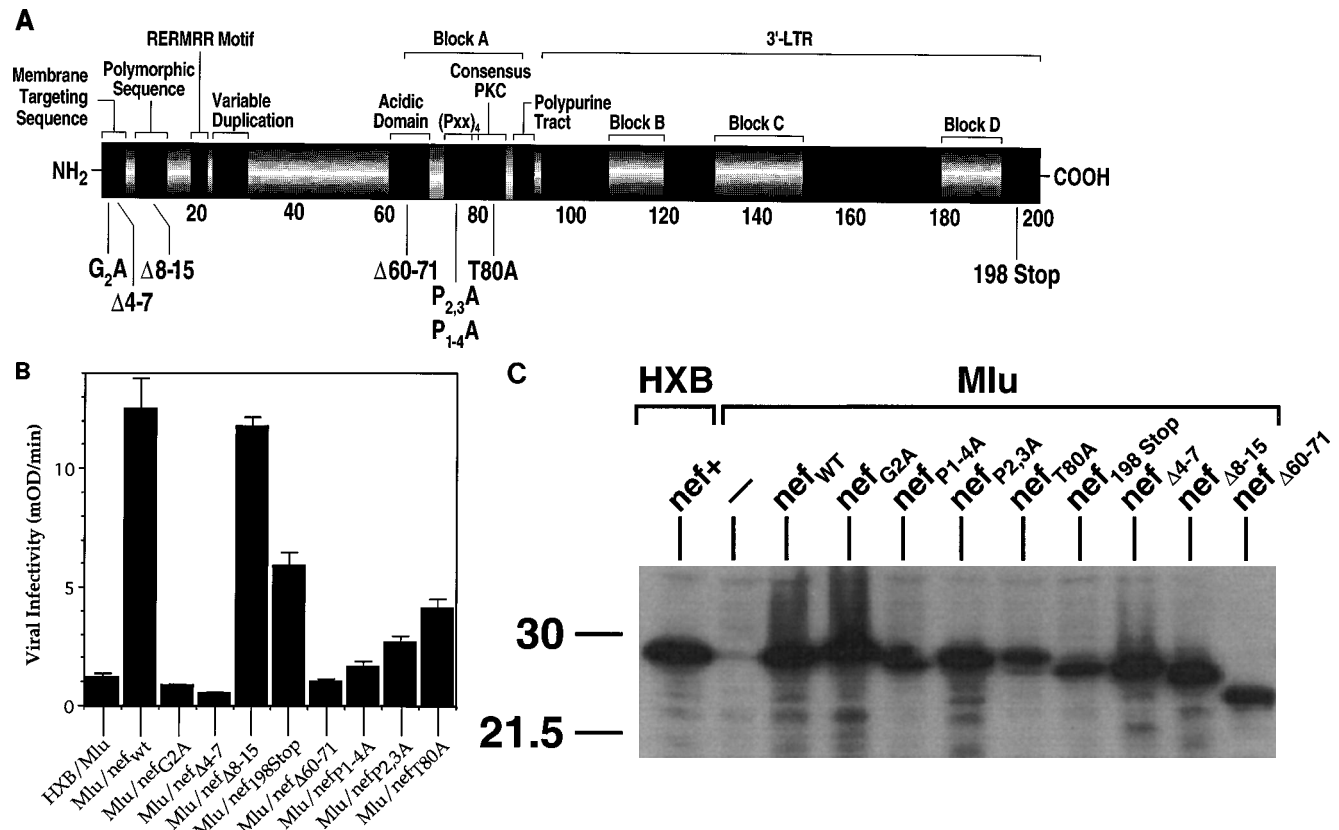 A
RERMRR Motif
Block A
3'-LTR
Membrane
Targeting
Sequence
Polymorphic
Sequence
Variable
Duplication
Acidic
Domain
(Pxx)4
Consensus
PKC
Polypurine
Tract
Block B
Block C
Block D
NH2
COOH
20 40 60 80 100 120 140 160 180 200
G2A
Δ4-7
Δ8-15
Δ60-71
P2,3A
P1-4A
T80A
198 Stop
B
Viral Infectivity (mOD/min)
10
5
0
HXB/Mlu
Mlu/nefwt
Mlu/nefG2A
Mlu/nefΔ4-7
Mlu/nefΔ8-15
Mlu/nef198Stop
Mlu/nefΔ60-71
Mlu/nefP1-4A
Mlu/nefP2,3A
Mlu/nefT80A
C
HXB
Mlu
nef+
–
nefWT
nefG2A
nefP1-4A
nefP2,3A
nefT80A
nef198 Stop
nefΔ4-7
nefΔ8-15
nefΔ60-71
30
21.5